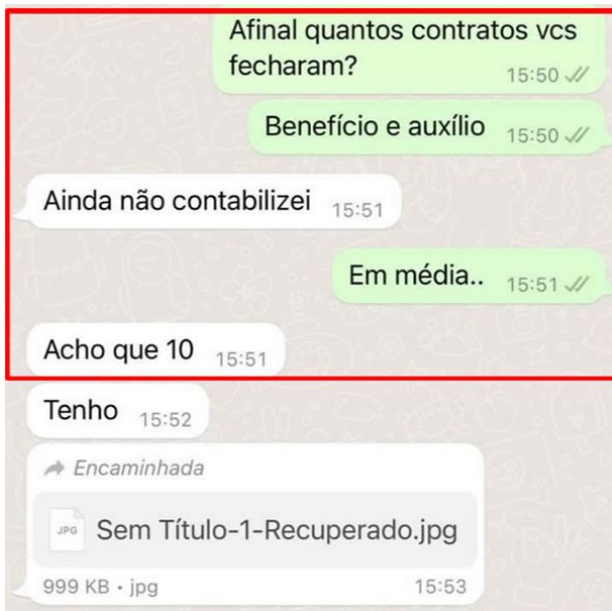 Afinal quantos contratos vcs
fecharam? 15:50
Benefício e auxílio 15:50
Ainda não contabilizei 15:51
Em média.. 15:51
Acho que 10 15:51
Tenho 15:52
Encaminhada
JPG Sem Título-1-Recuperado.jpg
999 KB • jpg 15:53